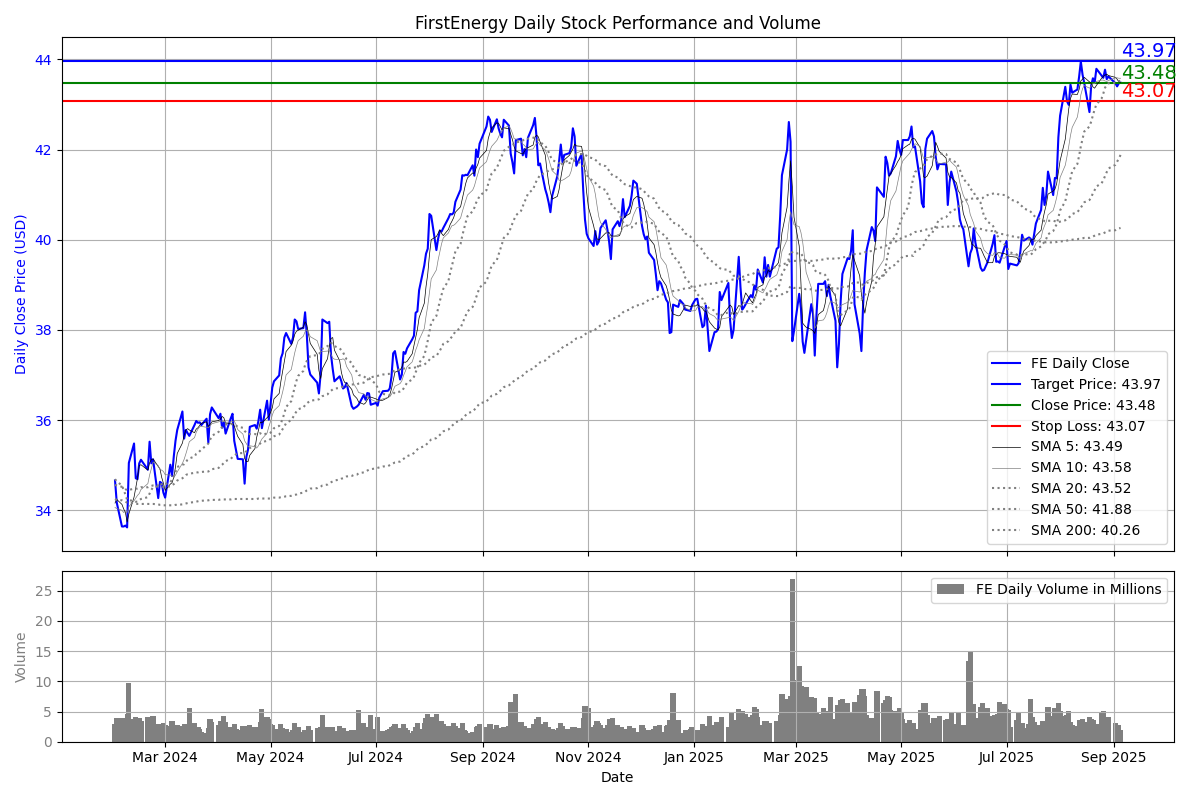 FirstEnergy Daily Stock Performance and Volume
Daily Close Price (USD)
44
42
40
38
36
34
43.97
43.48
43.07
FE Daily Close
Target Price: 43.97
Close Price: 43.48
Stop Loss: 43.07
SMA 5: 43.49
SMA 10: 43.58
SMA 20: 43.52
SMA 50: 41.88
SMA 200: 40.26
Volume
25
20
15
10
5
0
FE Daily Volume in Millions
Mar 2024
May 2024
Jul 2024
Sep 2024
Nov 2024
Jan 2025
Mar 2025
May 2025
Jul 2025
Sep 2025
Date